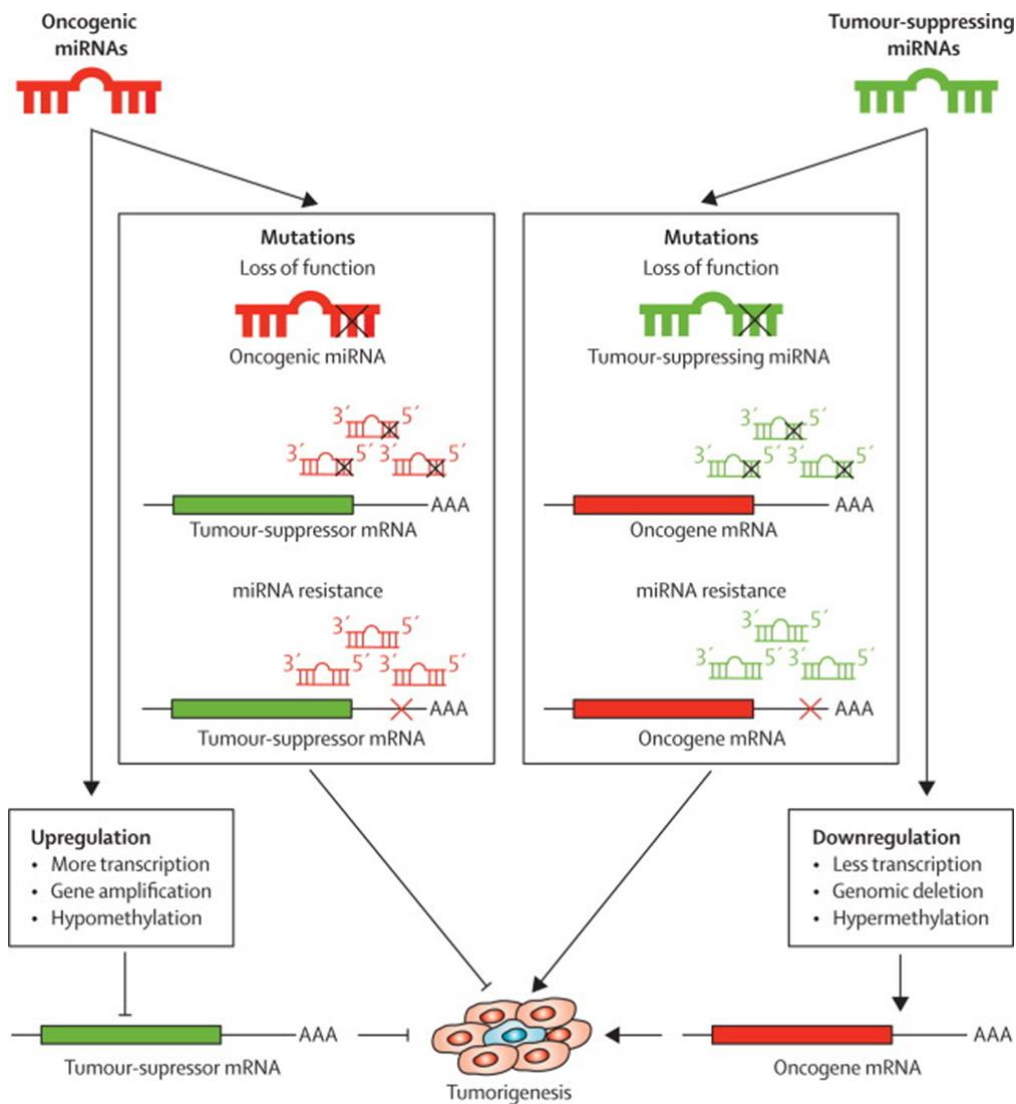 Oncogenic
miRNAs
Tumour-suppressing
miRNAs
Mutations
Loss of function
Oncogenic miRNA
3´ 5´
3´ 5´ 3´ 5´
AAA
Tumour-suppressor mRNA
miRNA resistance
3´ 5´
3´ 5´ 3´ 5´
AAA
Tumour-suppressor mRNA
Mutations
Loss of function
Tumour-suppressing miRNA
3´ 5´
3´ 5´ 3´ 5´
AAA
Oncogene mRNA
miRNA resistance
3´ 5´
3´ 5´ 3´ 5´
AAA
Oncogene mRNA
Upregulation
• More transcription
• Gene amplification
• Hypomethylation
Downregulation
• Less transcription
• Genomic deletion
• Hypermethylation
AAA
Tumour-supressor mRNA
Tumorigenesis
AAA
Oncogene mRNA